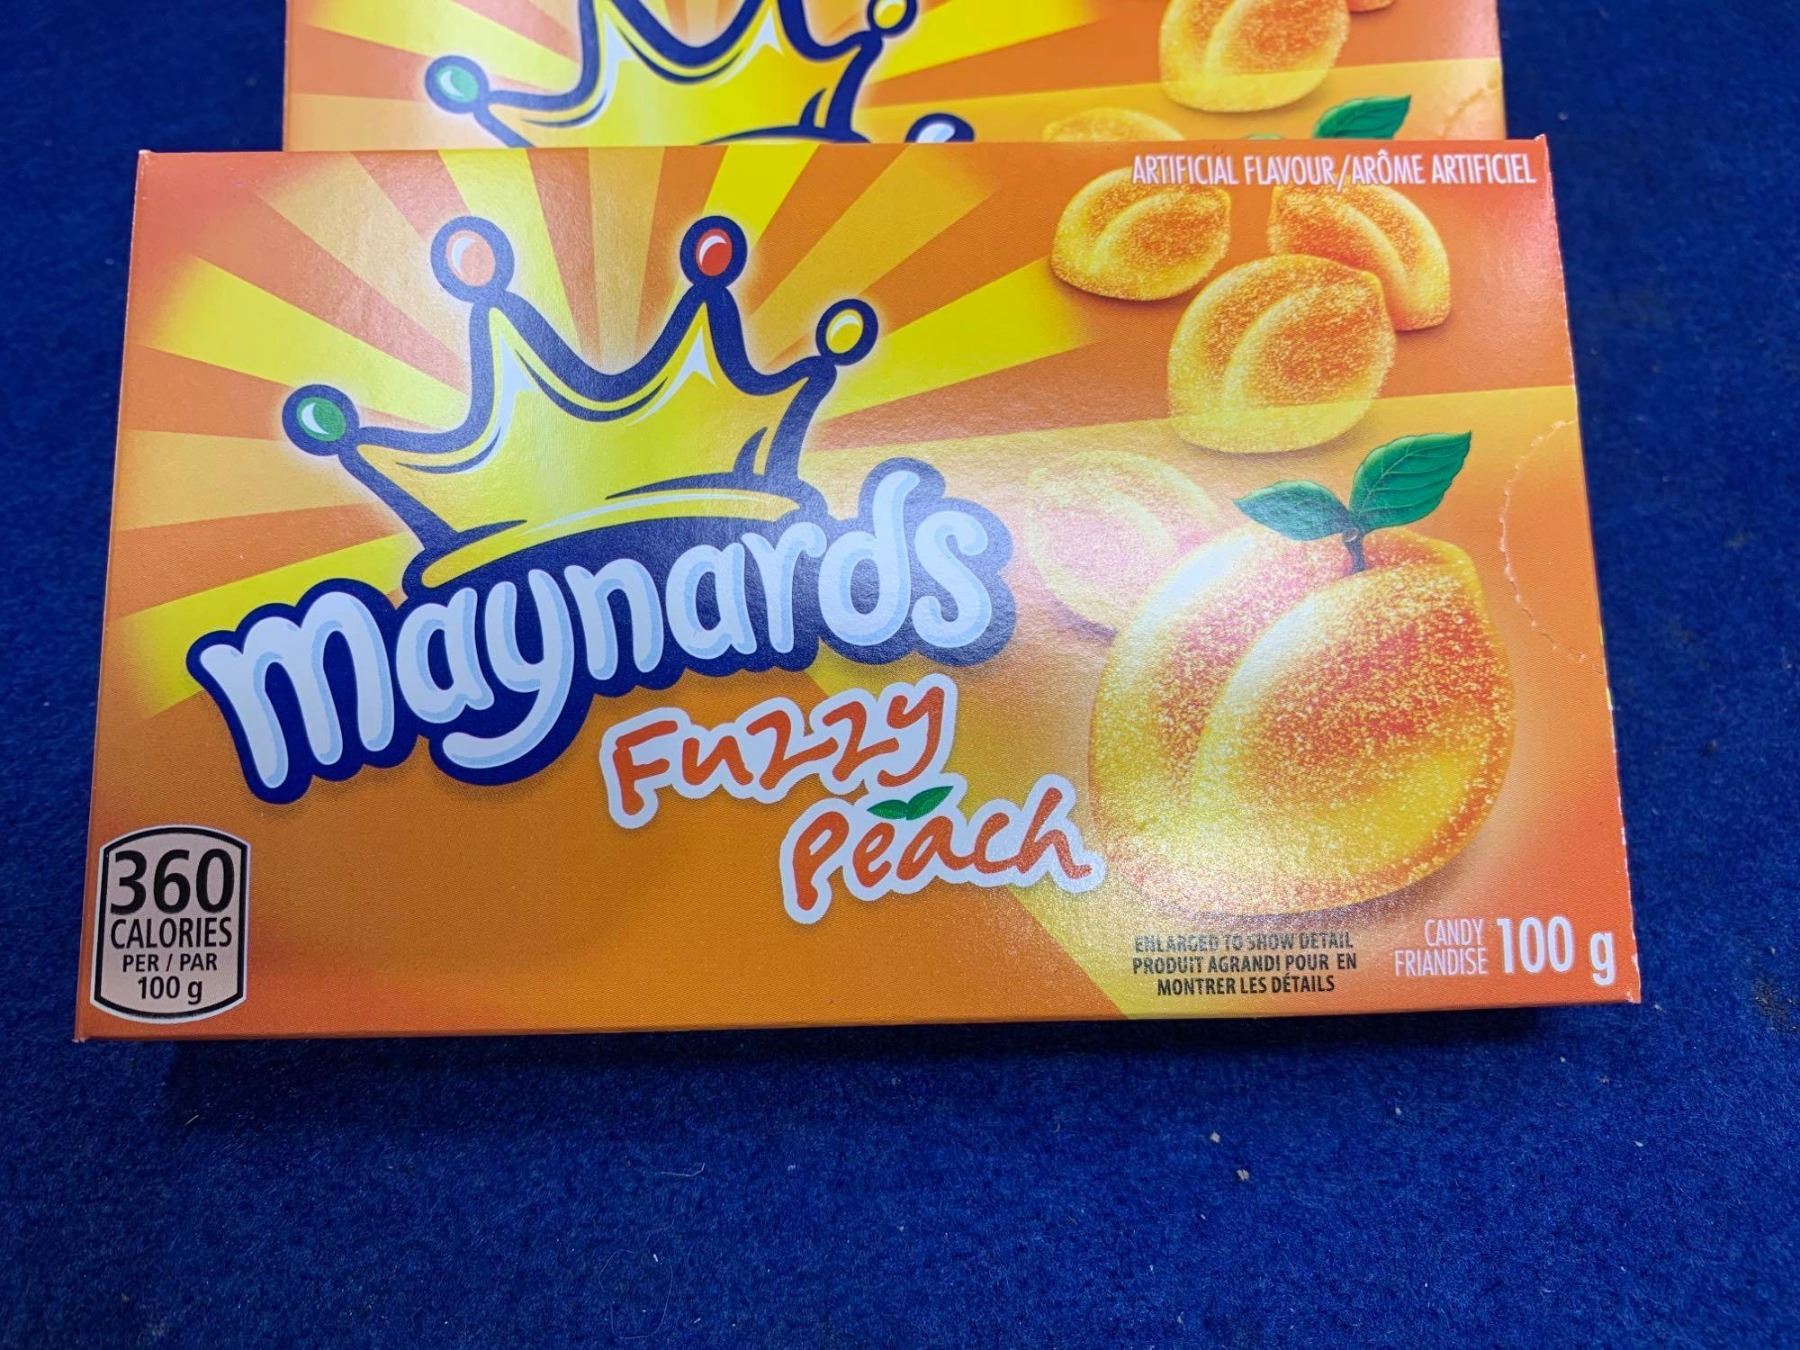 ARTIFICIAL FLAVOUR/ARÔME ARTIFICIEL
maynards
Fuzzy
Peach
360
CALORIES
PER / PAR
100 g
ENLARGED TO SHOW DETAIL
PRODUIT AGRANDI POUR EN
MONTRER LES DÉTAILS
CANDY
FRIANDISE
100 g